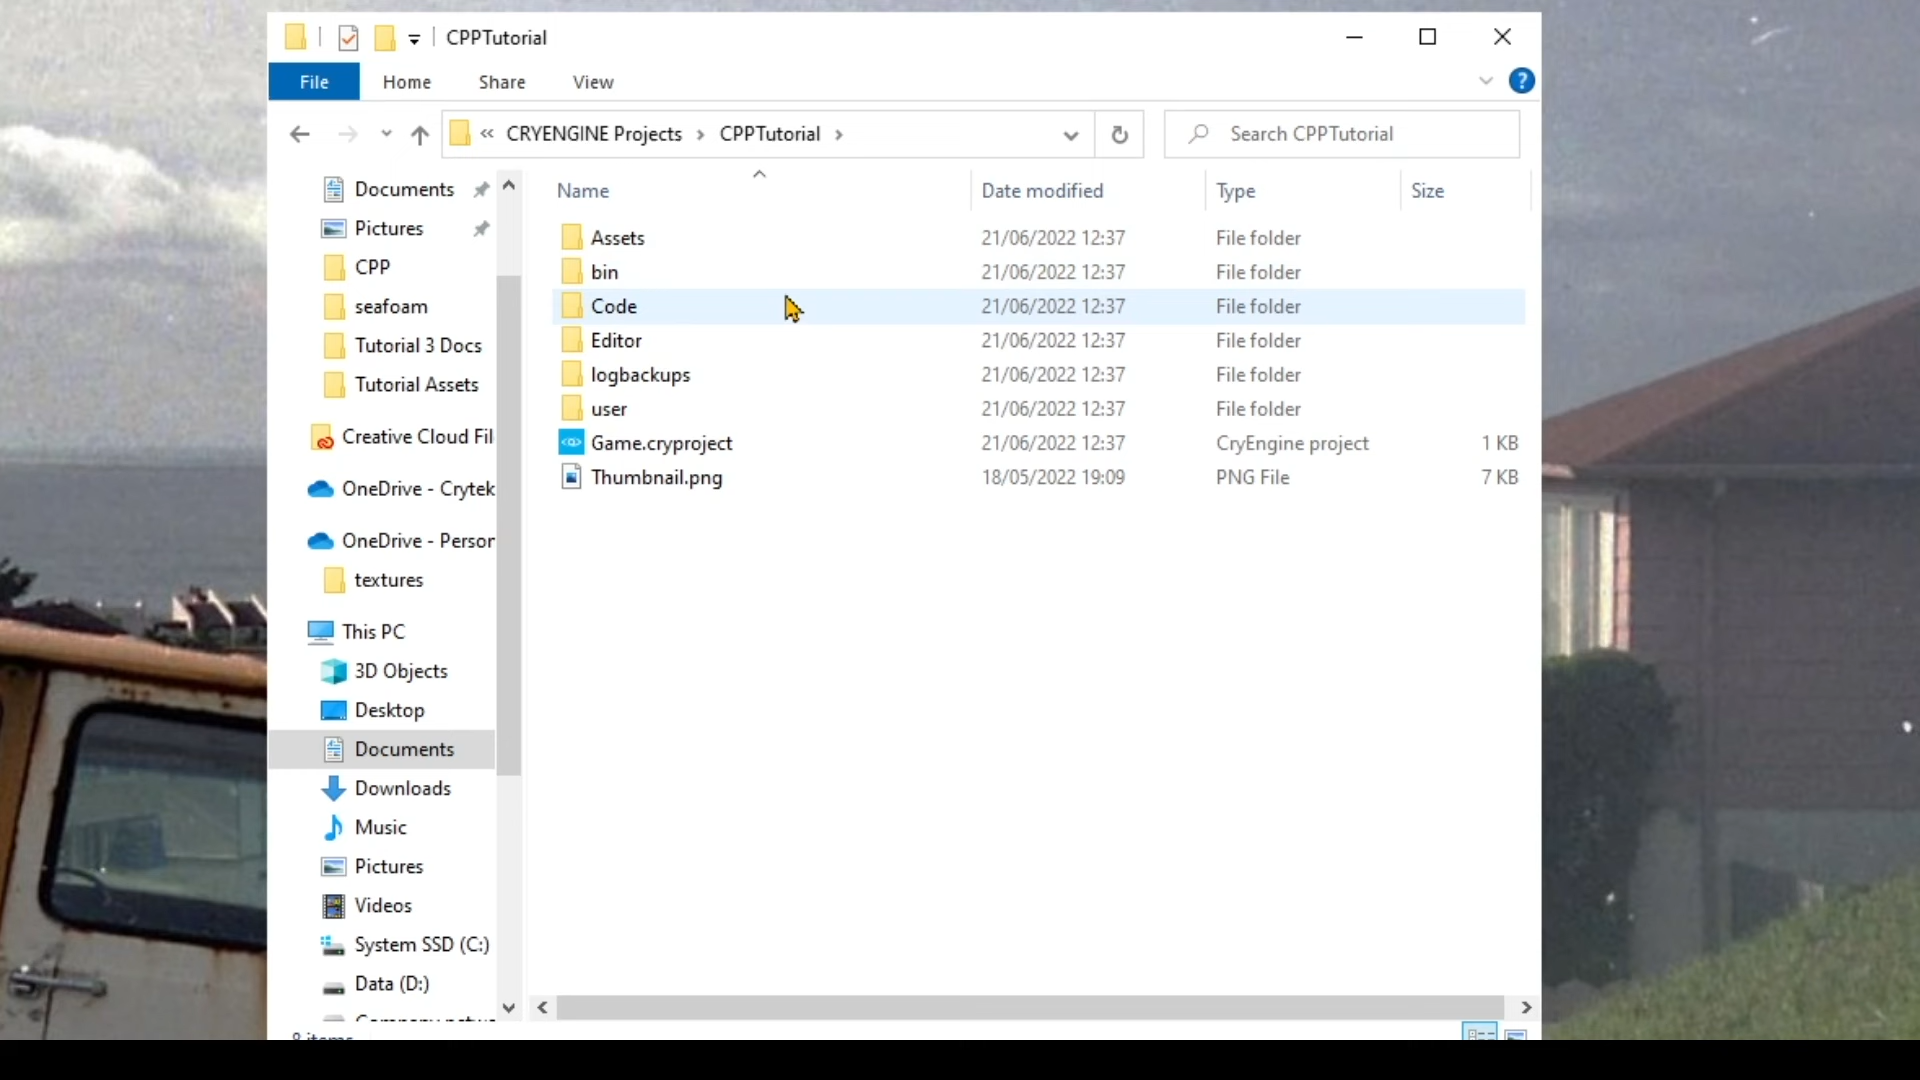 CPPTutorial
File Home Share View
« CRYENGINE Projects › CPPTutorial ›
Search CPPTutorial
Name Date modified Type Size
Documents
Pictures
CPP
seafoam
Tutorial 3 Docs
Tutorial Assets
Creative Cloud Fil
OneDrive - Crytek
OneDrive - Person
textures
This PC
3D Objects
Desktop
Documents
Downloads
Music
Pictures
Videos
System SSD (C:)
Data (D:)
Assets 21/06/2022 12:37 File folder
bin 21/06/2022 12:37 File folder
Code 21/06/2022 12:37 File folder
Editor 21/06/2022 12:37 File folder
logbackups 21/06/2022 12:37 File folder
user 21/06/2022 12:37 File folder
Game.cryproject 21/06/2022 12:37 CryEngine project 1 KB
Thumbnail.png 18/05/2022 19:09 PNG File 7 KB
8 items